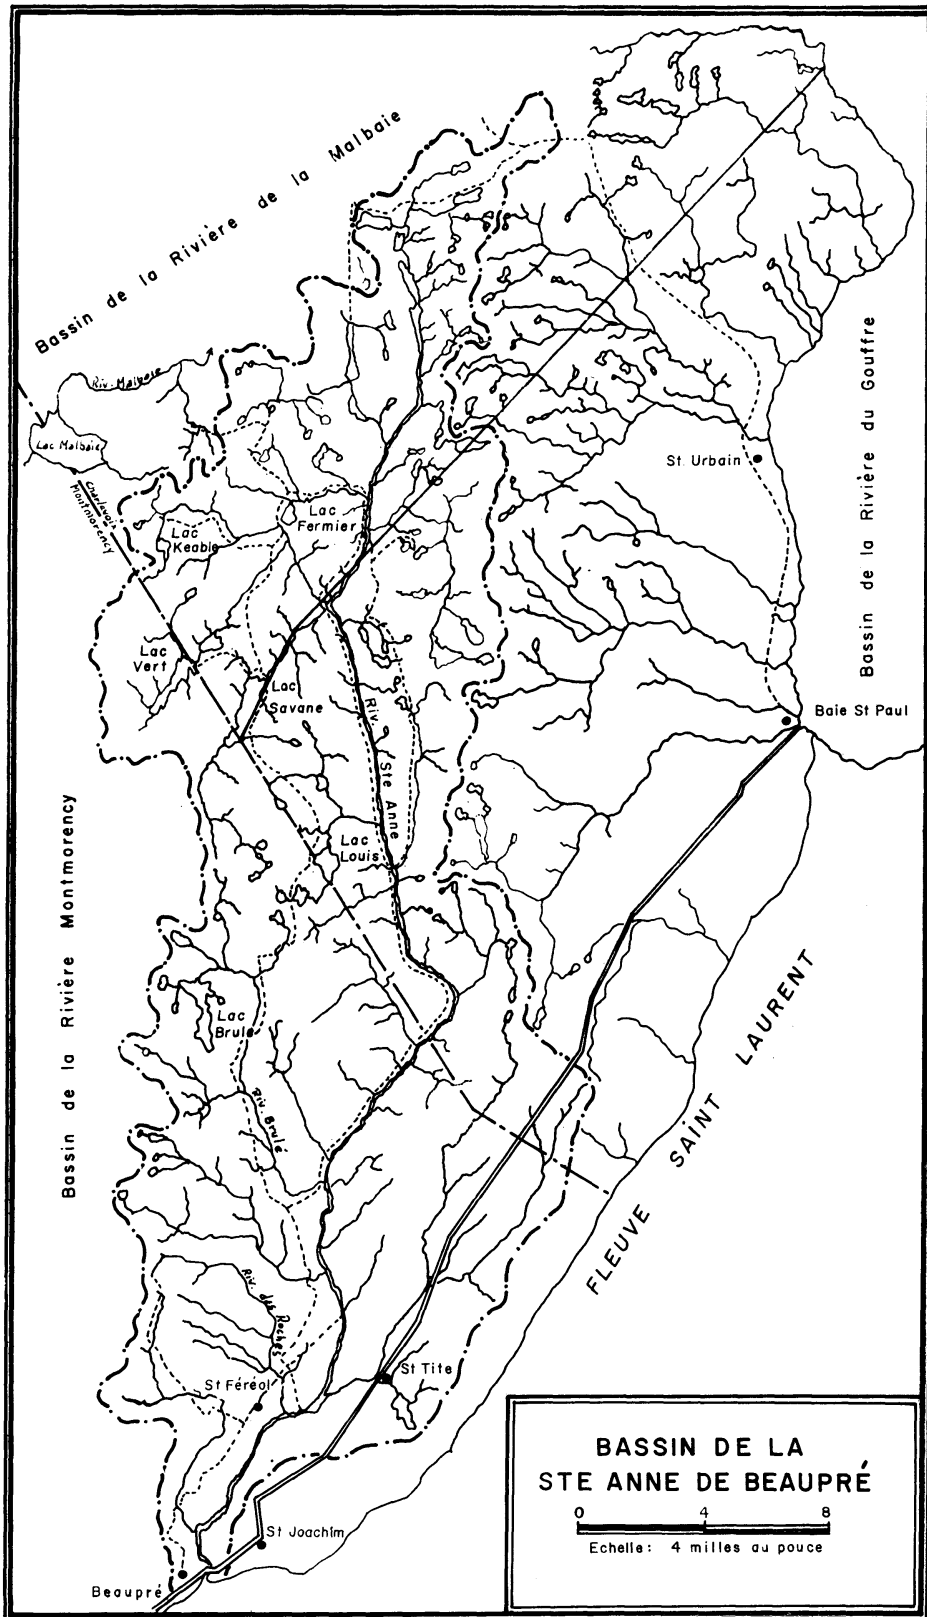 Bassin de la Rivière de la Malbaie
Riv. Malbaie
Lac Malbaie
Charlevoix
Montmorency
Lac
Keable
Lac
Fermier
St. Urbain
Bassin de la Rivière du Gouffre
Lac
Vert
Lac
Savane
Riv. Ste Anne
Baie St Paul
Lac
Louis
Bassin de la Rivière Montmorency
Lac
Brulé
Riv. Brulé
FLEUVE SAINT LAURENT
Riv. des Roches
St Féréol
St Tite
St Joachim
Beaupré
BASSIN DE LA
STE ANNE DE BEAUPRÉ
0 4 8
Echelle: 4 milles au pouce